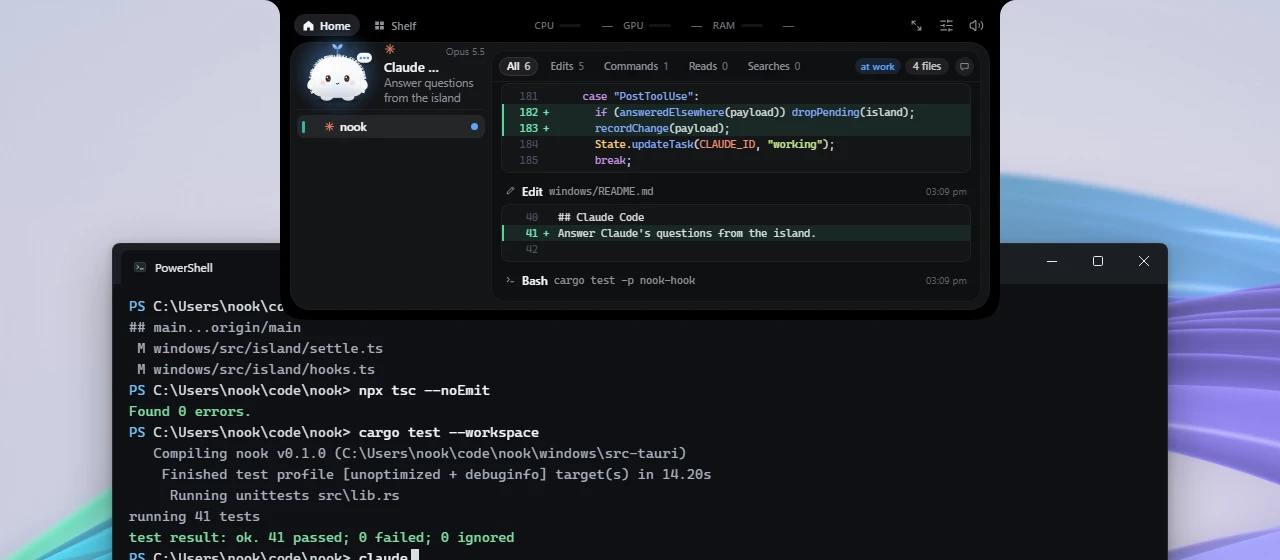 Home Shelf CPU — GPU — RAM —
Opus 5.5
Claude ...
Answer questions
from the island
nook
All 6 Edits 5 Commands 1 Reads 0 Searches 0 at work 4 files
181 case "PostToolUse":
182 + if (answeredElsewhere(payload)) dropPending(island);
183 + recordChange(payload);
184 State.updateTask(CLAUDE_ID, "working");
185 break;
Edit windows/README.md 03:09 pm
40 ## Claude Code
41 + Answer Claude's questions from the island.
42
Bash cargo test -p nook-hook 03:09 pm
PowerShell
PS C:\Users\nook\co
## main...origin/main
M windows/src/island/settle.ts
M windows/src/island/hooks.ts
PS C:\Users\nook\code\nook> npx tsc --noEmit
Found 0 errors.
PS C:\Users\nook\code\nook> cargo test --workspace
Compiling nook v0.1.0 (C:\Users\nook\code\nook\windows\src-tauri)
Finished test profile [unoptimized + debuginfo] target(s) in 14.20s
Running unittests src\lib.rs
running 41 tests
test result: ok. 41 passed; 0 failed; 0 ignored
PS C:\Users\nook\code\nook> claude